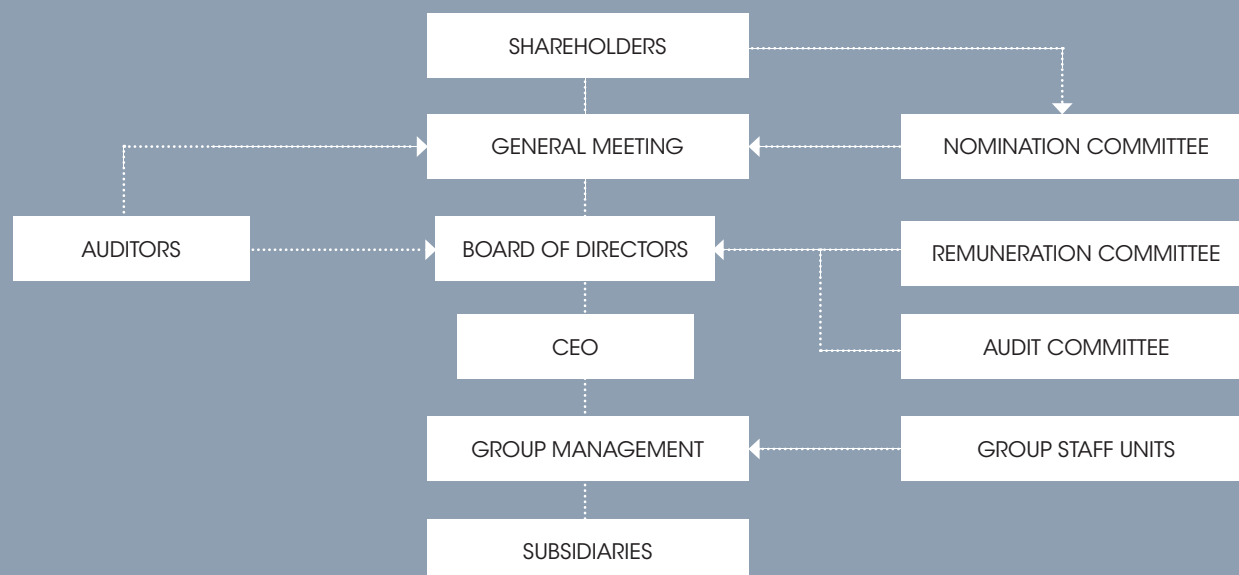 SHAREHOLDERS
GENERAL MEETING
NOMINATION COMMITTEE
AUDITORS
BOARD OF DIRECTORS
REMUNERATION COMMITTEE
CEO
AUDIT COMMITTEE
GROUP MANAGEMENT
GROUP STAFF UNITS
SUBSIDIARIES